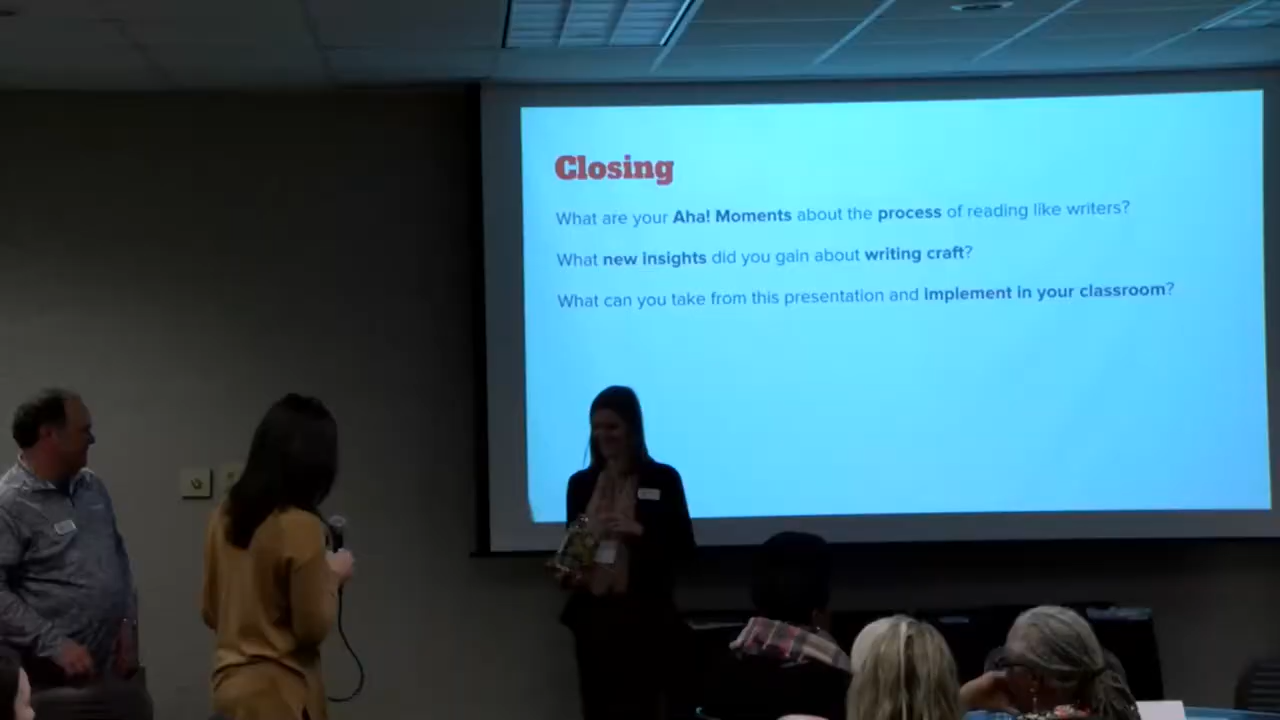 Closing
What are your Aha! Moments about the process of reading like writers?
What new insights did you gain about writing craft?
What can you take from this presentation and implement in your classroom?